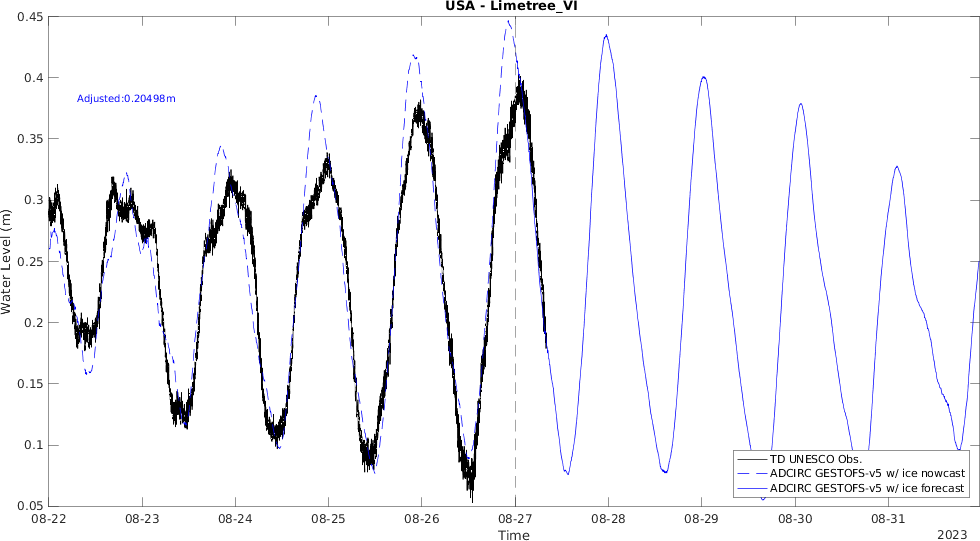 USA - Limetree_VI
0.45
0.4
0.35
0.3
0.25
0.2
0.15
0.1
0.05
Water Level (m)
Adjusted:0.20498m
TD UNESCO Obs.
ADCIRC GESTOFS-v5 w/ ice nowcast
ADCIRC GESTOFS-v5 w/ ice forecast
08-22 08-23 08-24 08-25 08-26 08-27 08-28 08-29 08-30 08-31
Time
2023